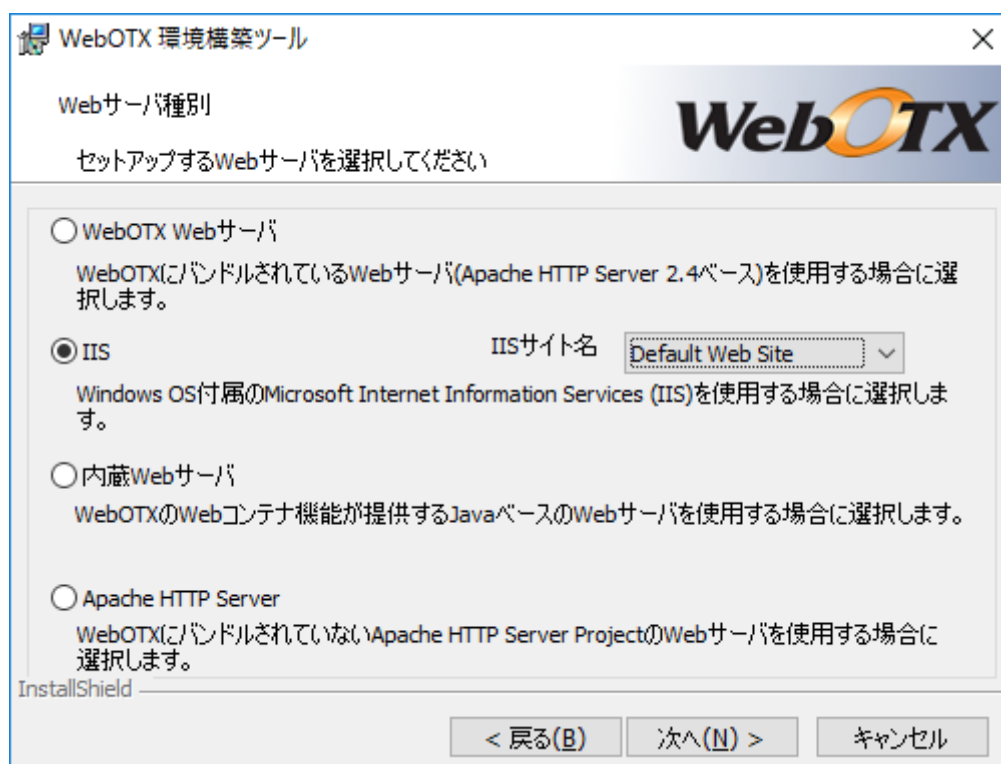 WebOTX 環境構築ツール
Webサーバ種別
WebOTX
セットアップするWebサーバを選択してください
WebOTX Webサーバ
WebOTXにバンドルされているWebサーバ(Apache HTTP Server 2.4ベース)を使用する場合に選
択します。
IIS IISサイト名 Default Web Site
Windows OS付属のMicrosoft Internet Information Services (IIS)を使用する場合に選択しま
す。
内蔵Webサーバ
WebOTXのWebコンテナ機能が提供するJavaベースのWebサーバを使用する場合に選択します。
Apache HTTP Server
WebOTXにバンドルされていないApache HTTP Server ProjectのWebサーバを使用する場合に
選択します。
InstallShield
< 戻る(B) 次へ(N) > キャンセル